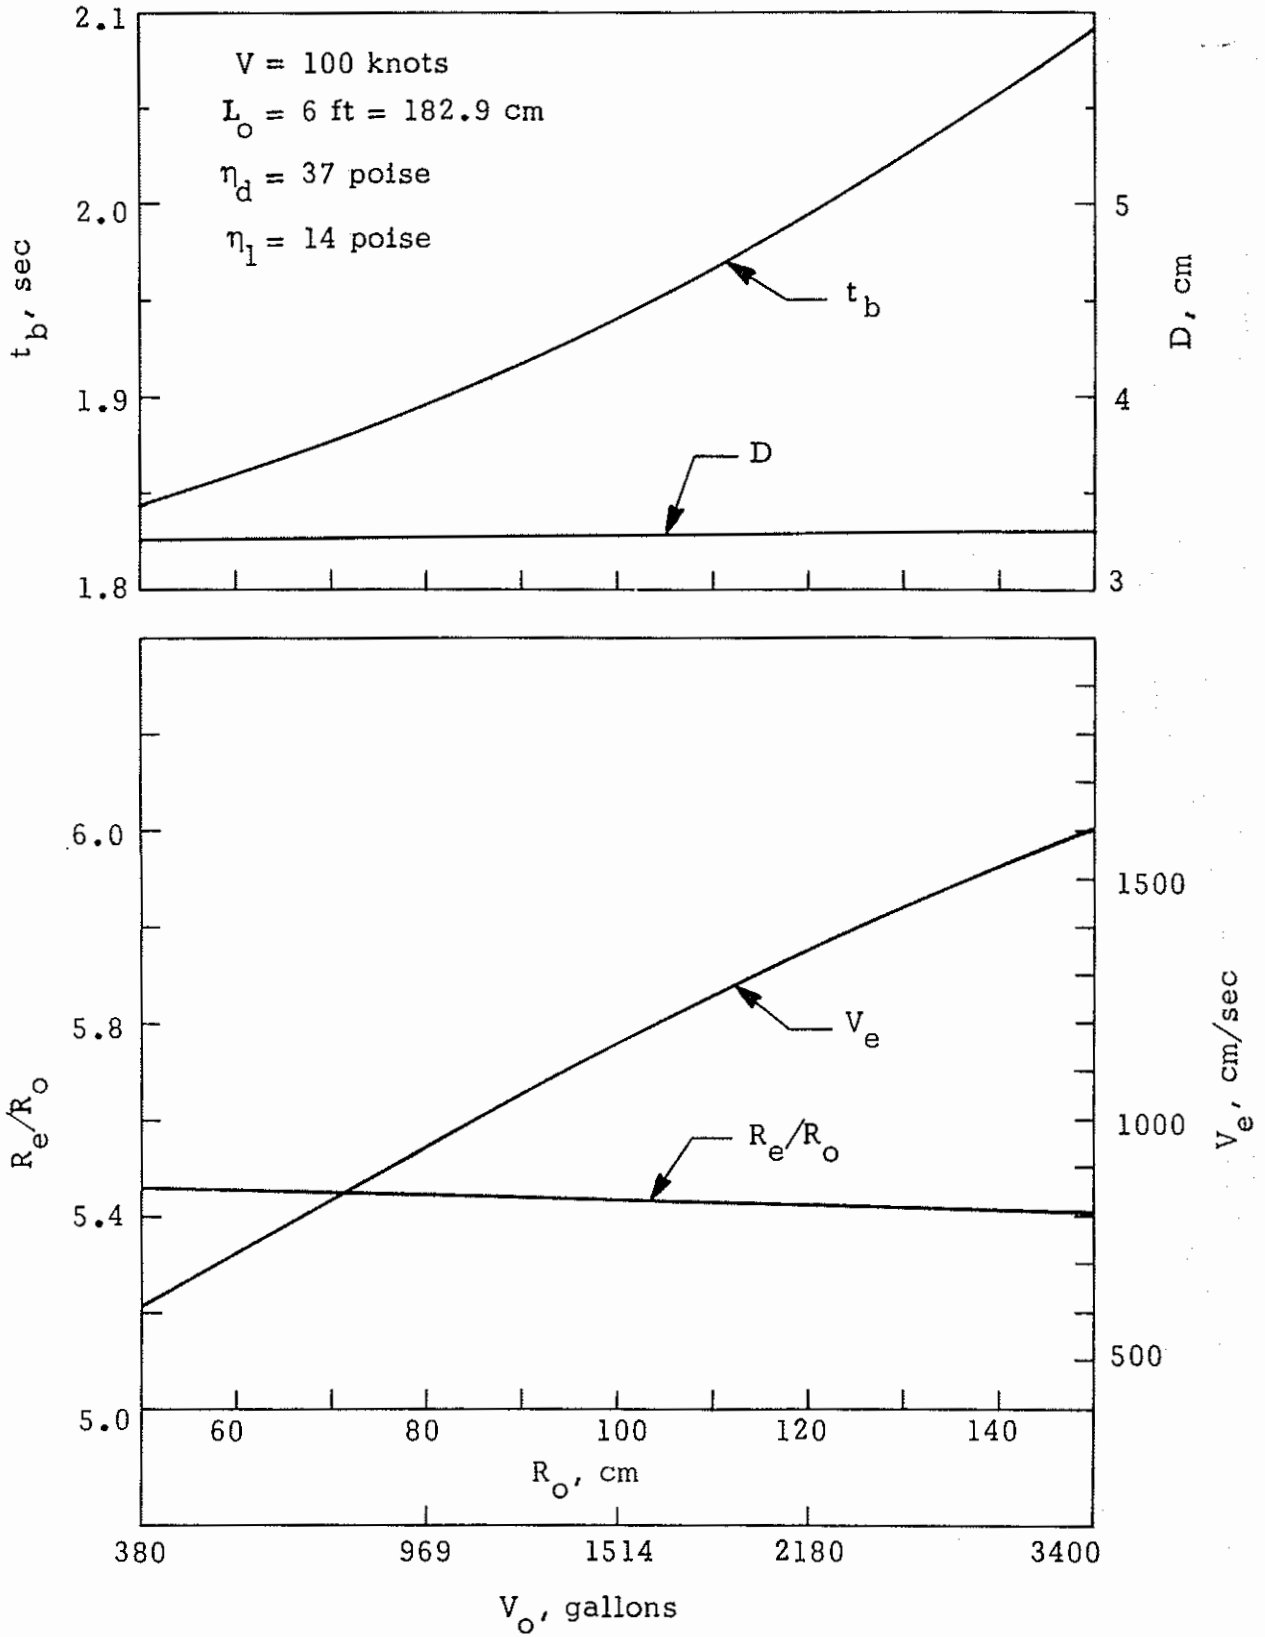 2.1
V = 100 knots
L_o = 6 ft = 182.9 cm
η_d = 37 poise
η_l = 14 poise
2.0
5
t_b, sec
D, cm
t_b
1.9
4
D
1.8
3
6.0
1500
5.8
V_e
R_e/R_o
V_e, cm/sec
1000
R_e/R_o
5.4
500
5.0
60 80 100 120 140
R_o, cm
380 969 1514 2180 3400
V_o, gallons